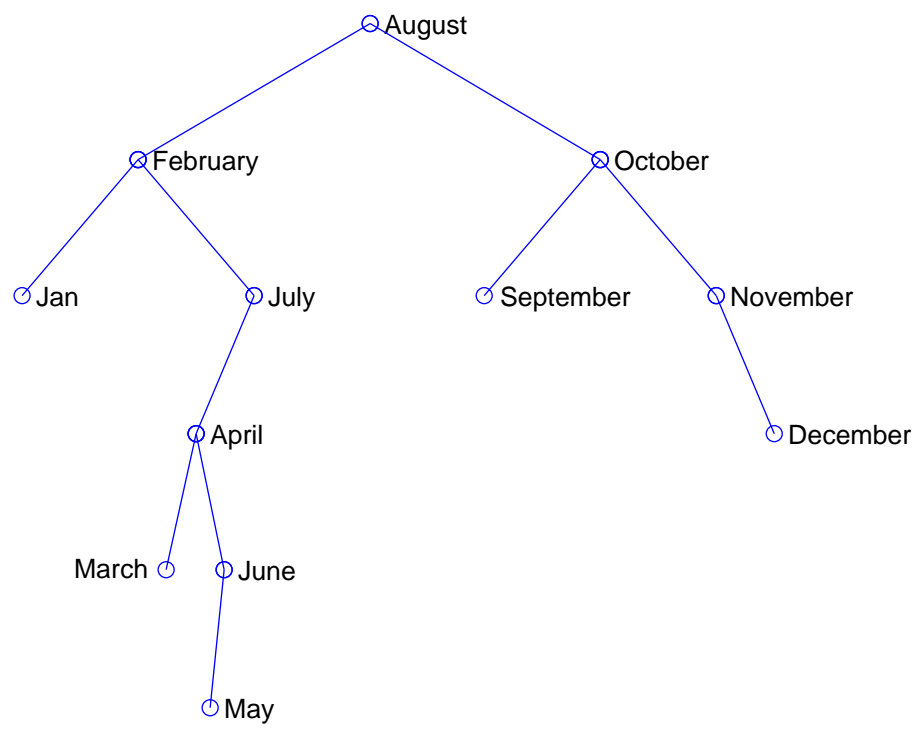 August
February
October
Jan
July
September
November
April
December
March
June
May